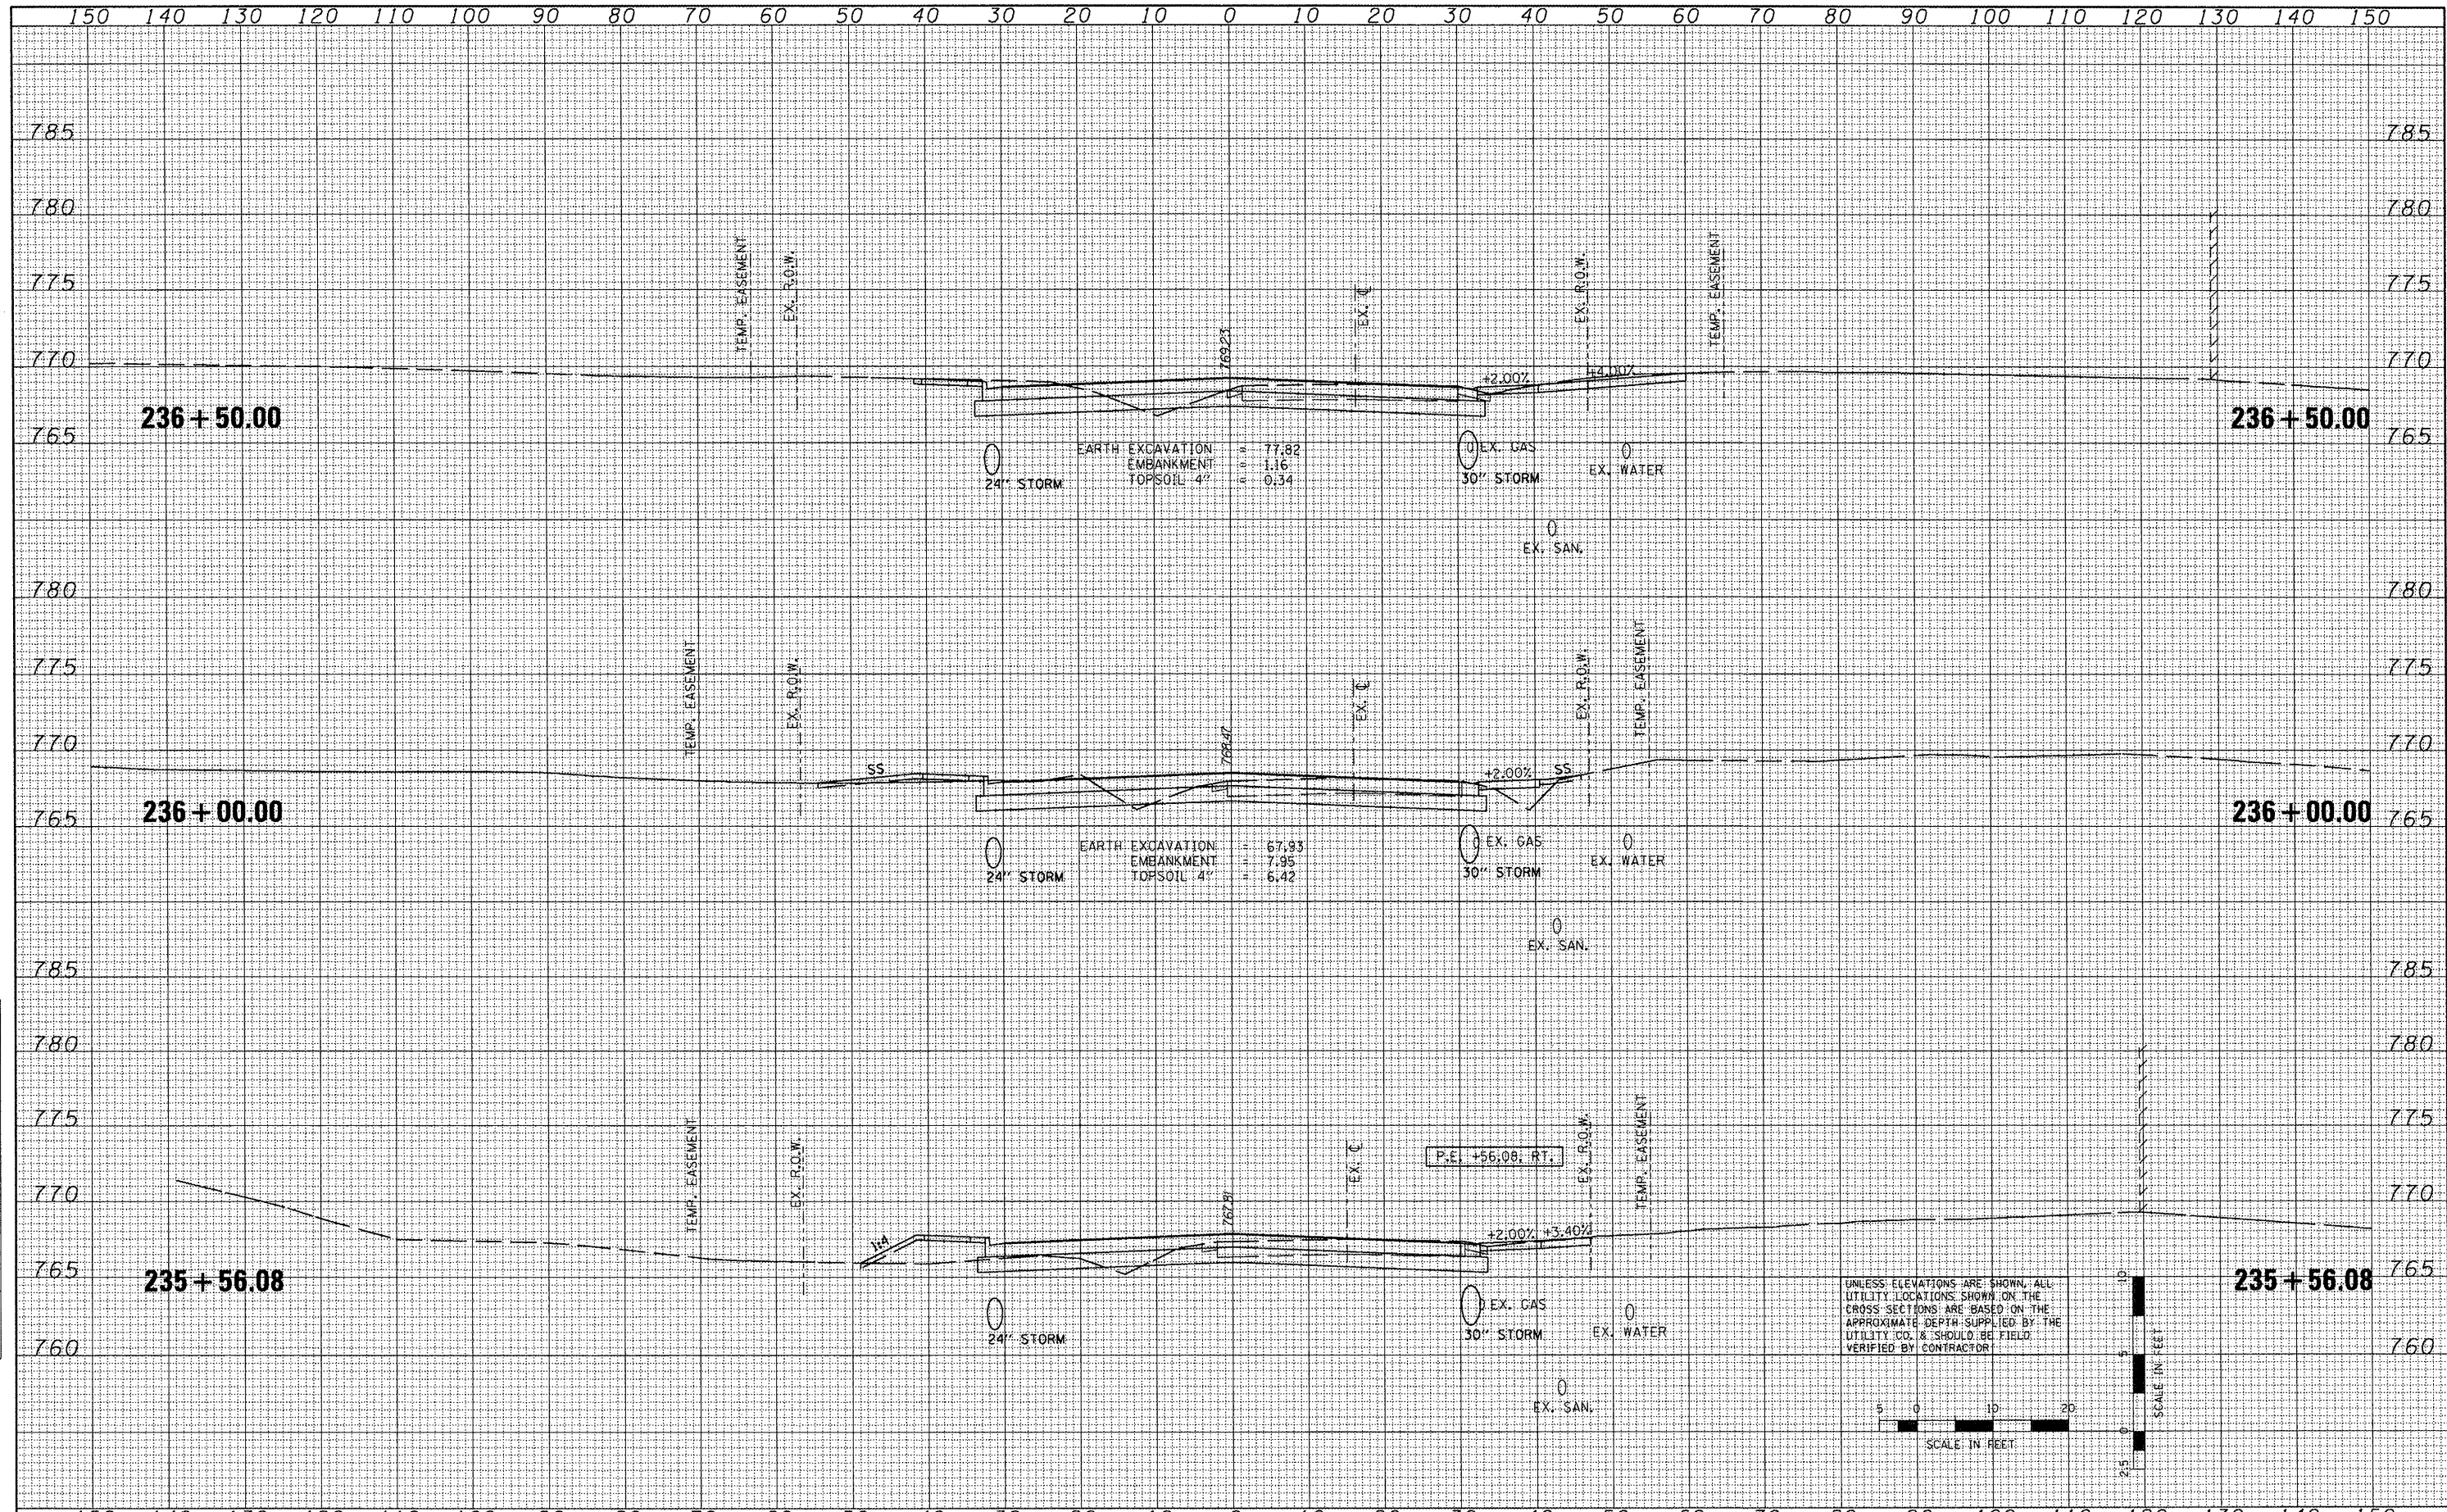 150 140 130 120 110 100 90 80 70 60 50 40 30 20 10 0 10 20 30 40 50 60 70 80 90 100 110 120 130 140 150
785 785
780 780
775 TEMP. EASEMENT EX. R.O.W. EX. ℄ EX. R.O.W. TEMP. EASEMENT 775
770 769.23 +2.00% +4.00% 770
236+50.00 236+50.00
765 765
EARTH EXCAVATION = 77.82
EMBANKMENT = 1.16
TOPSOIL 4" = 0.34
24" STORM
EX. GAS
30" STORM
EX. WATER
EX. SAN.
780 780
775 TEMP. EASEMENT EX. R.O.W. EX. ℄ EX. R.O.W. TEMP. EASEMENT 775
770 768.47 770
SS +2.00% SS
236+00.00 236+00.00
765 765
EARTH EXCAVATION = 67.93
EMBANKMENT = 7.95
TOPSOIL 4" = 6.42
24" STORM
EX. GAS
30" STORM
EX. WATER
EX. SAN.
785 785
780 780
775 TEMP. EASEMENT EX. R.O.W. EX. ℄ EX. R.O.W. TEMP. EASEMENT 775
P.E. +56.08, RT.
770 767.81 770
1:4 +2.00% +3.40%
235+56.08 235+56.08
765 765
24" STORM
EX. GAS
30" STORM
EX. WATER
760 760
EX. SAN.
UNLESS ELEVATIONS ARE SHOWN, ALL
UTILITY LOCATIONS SHOWN ON THE
CROSS SECTIONS ARE BASED ON THE
APPROXIMATE DEPTH SUPPLIED BY THE
UTILITY CO. & SHOULD BE FIELD
VERIFIED BY CONTRACTOR
5 0 10 20
SCALE IN FEET
2.5 0 5 10
SCALE IN FEET